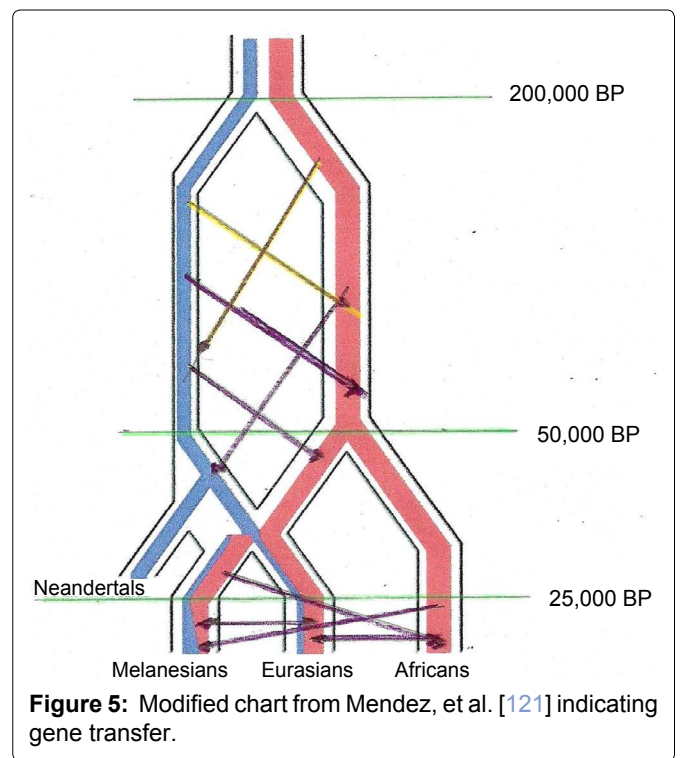 200,000 BP
50,000 BP
Neandertals
25,000 BP
Melanesians Eurasians Africans
Figure 5: Modified chart from Mendez, et al. [121] indicating
gene transfer.